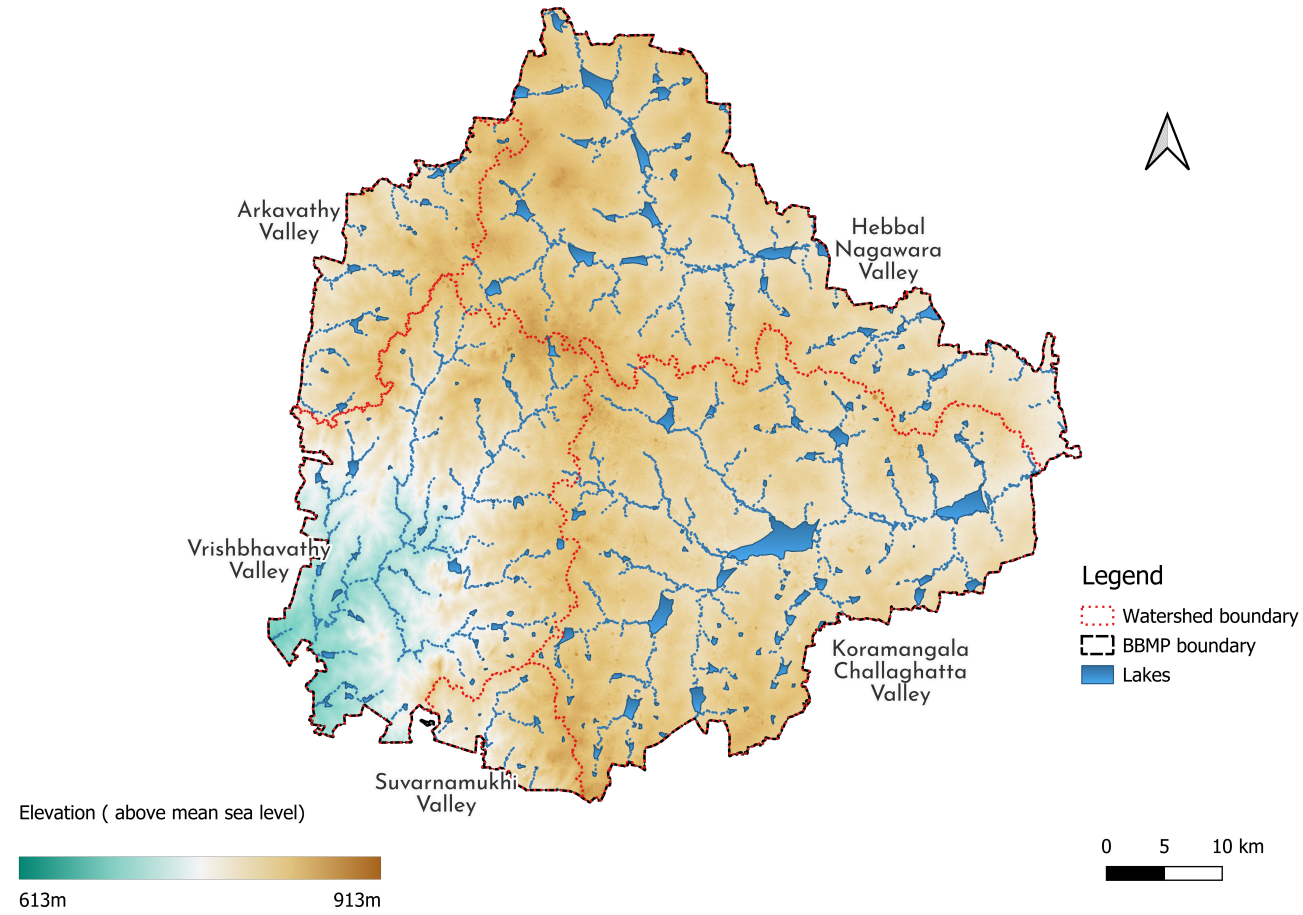 Arkavathy
Valley
Hebbal
Nagawara
Valley
Vrishbhavathy
Valley
Legend
Watershed boundary
BBMP boundary
Lakes
Koramangala
Challaghatta
Valley
Suvarnamukhi
Valley
Elevation ( above mean sea level)
613m 913m
0 5 10 km